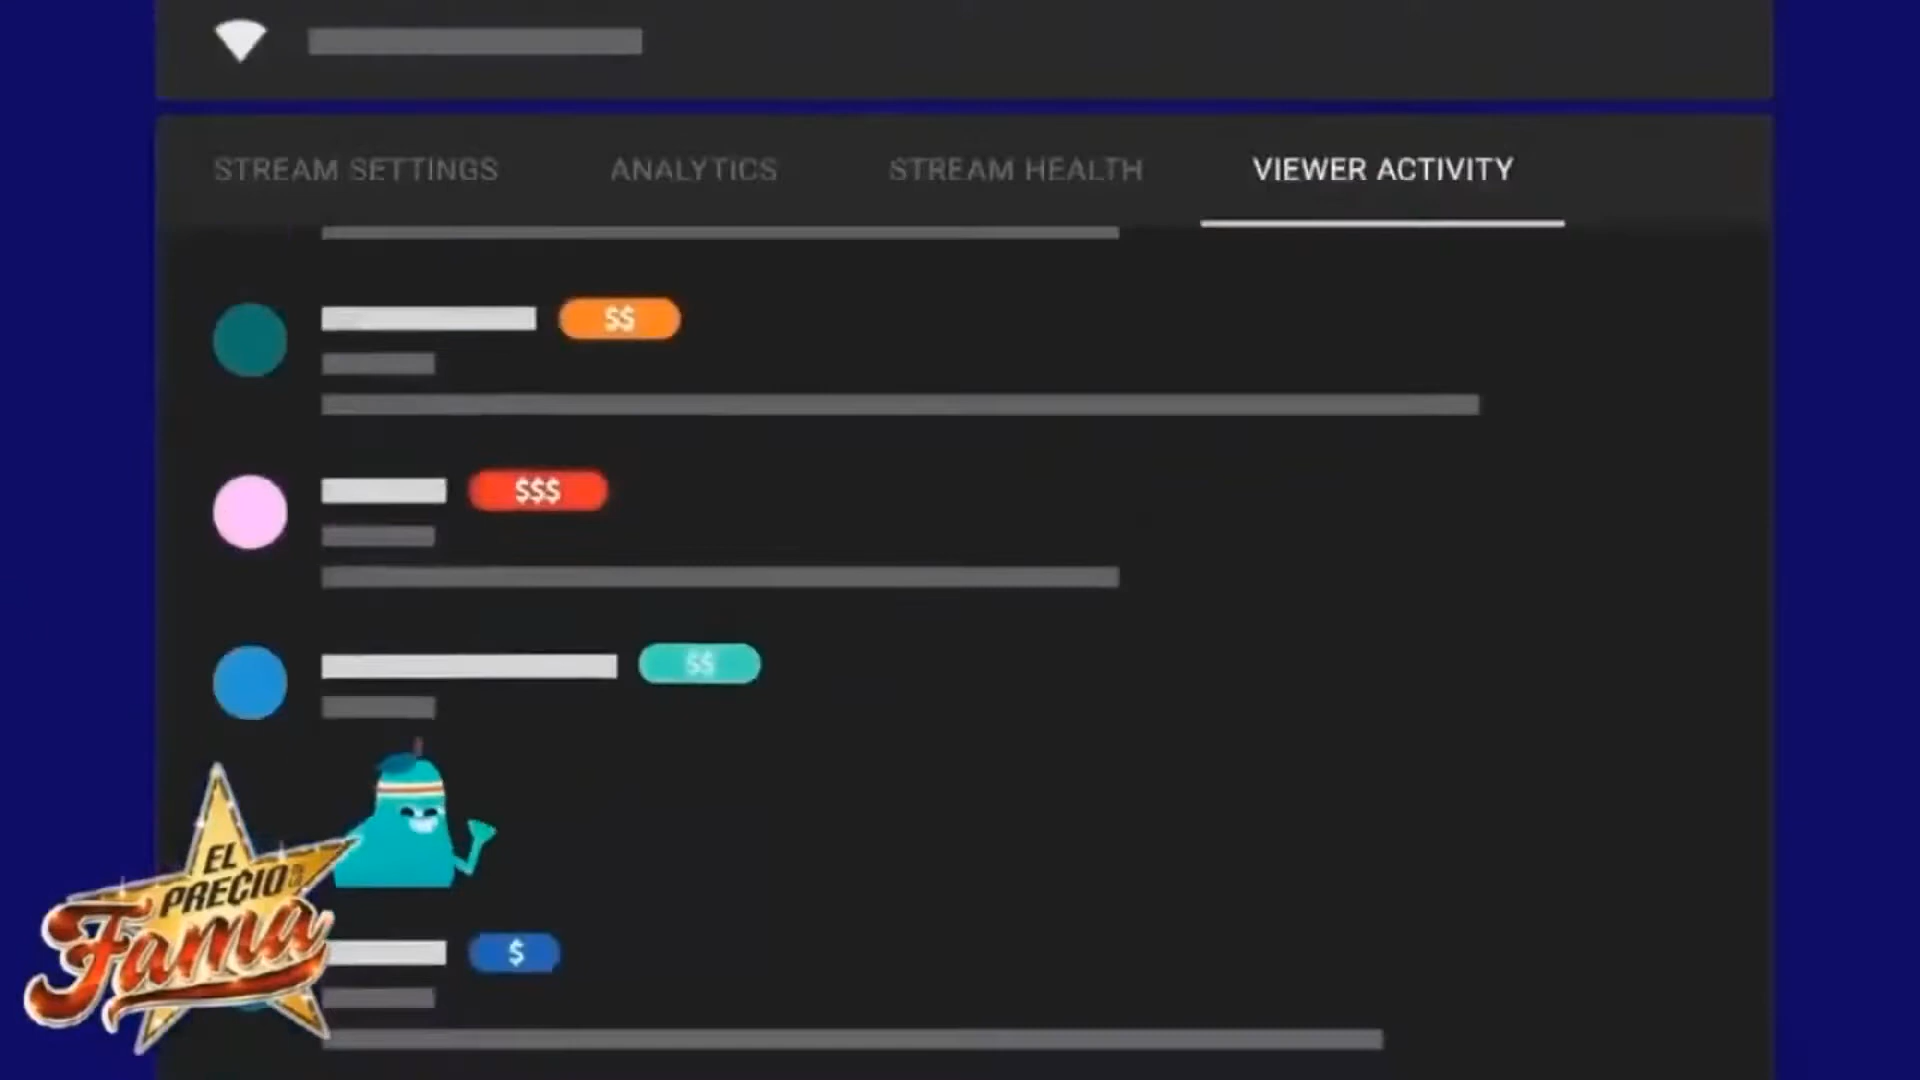 STREAM SETTINGS
ANALYTICS
STREAM HEALTH
VIEWER ACTIVITY
$$
$$$
$$
$
EL
PRECIO
Fama